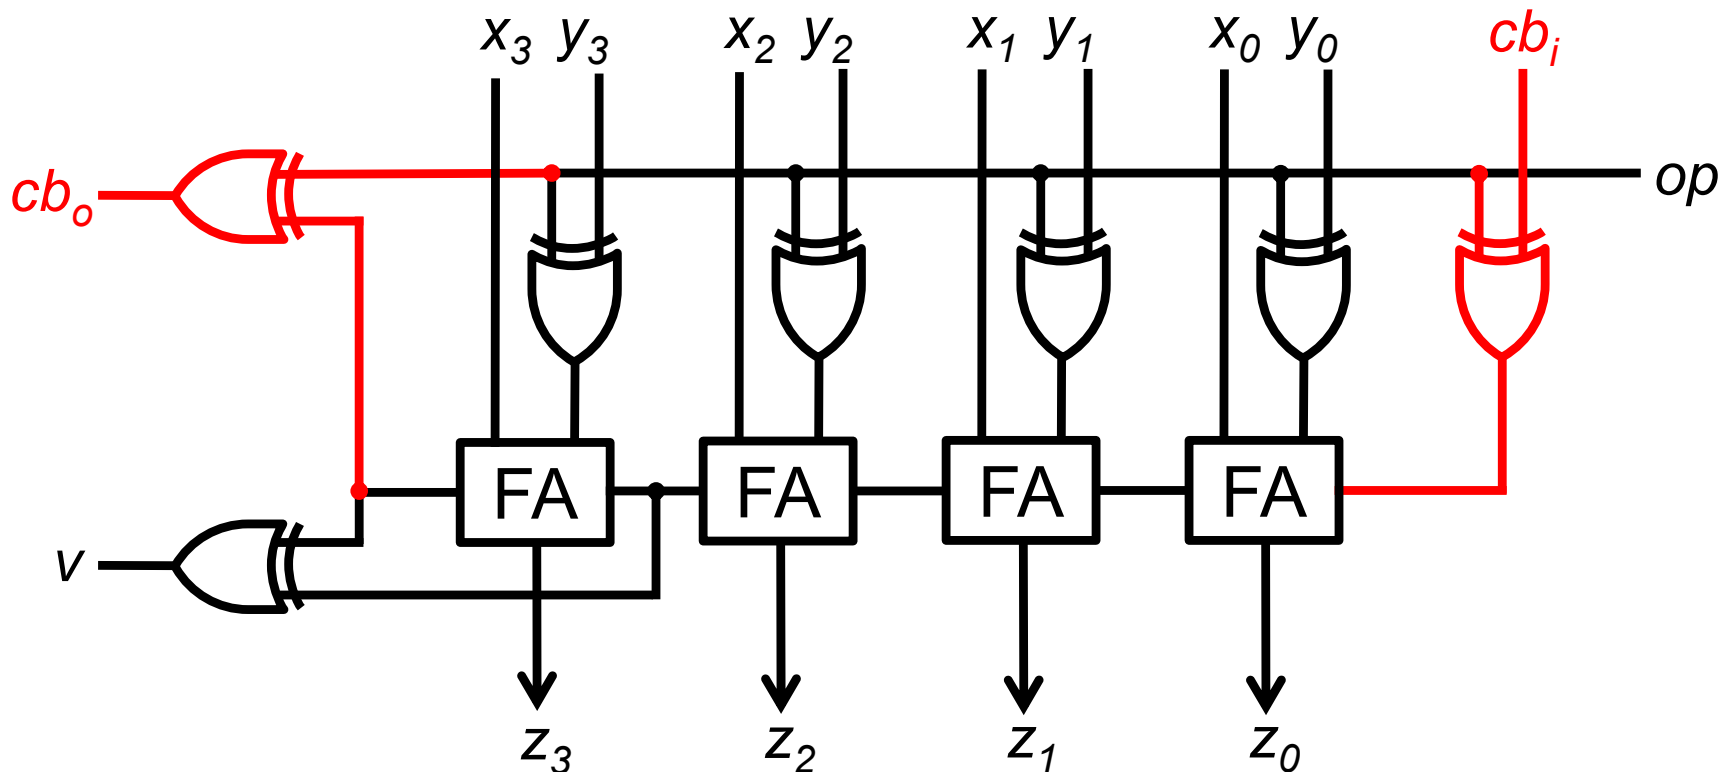 x3 y3 x2 y2 x1 y1 x0 y0 cbi
op
cbo
FA FA FA FA
v
z3 z2 z1 z0